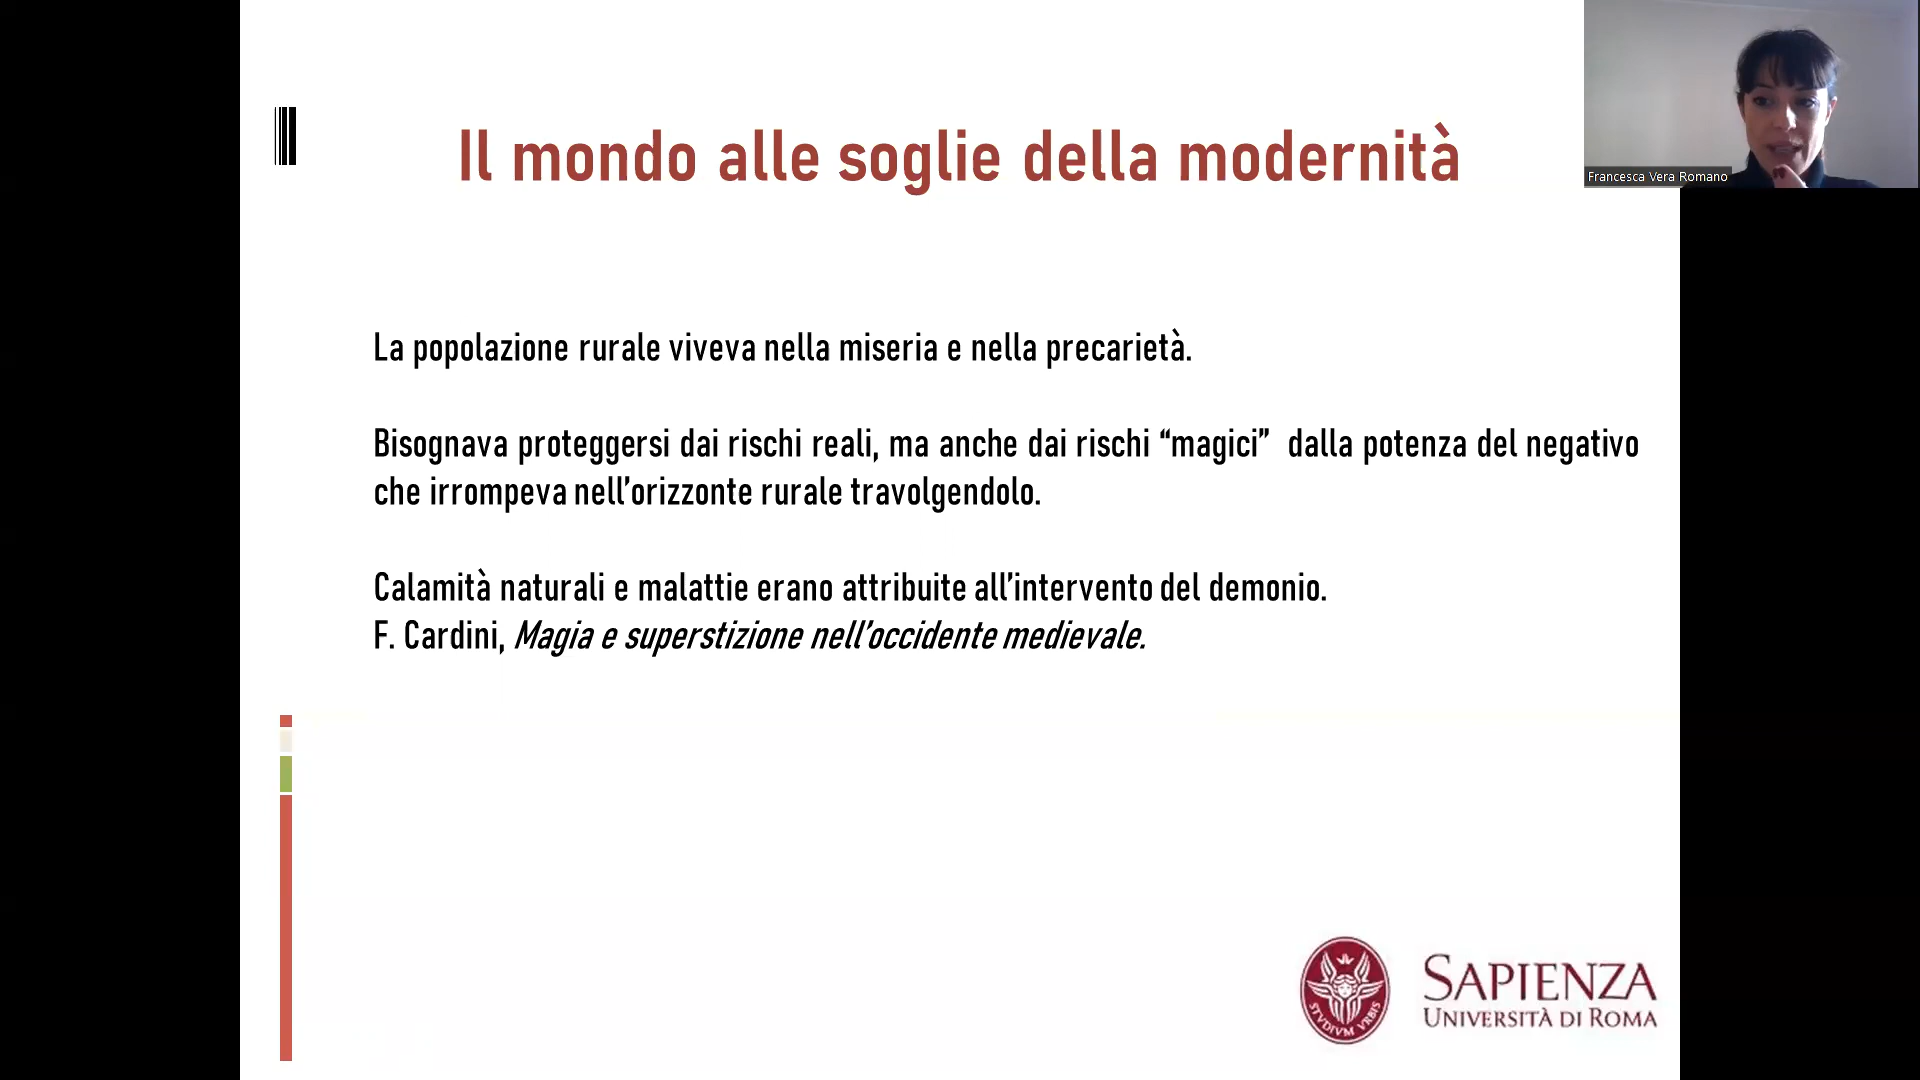 Il mondo alle soglie della modernità
Francesca Vera Romano
La popolazione rurale viveva nella miseria e nella precarietà.
Bisognava proteggersi dai rischi reali, ma anche dai rischi “magici” dalla potenza del negativo
che irrompeva nell’orizzonte rurale travolgendolo.
Calamità naturali e malattie erano attribuite all’intervento del demonio.
F. Cardini, Magia e superstizione nell’occidente medievale.
STVDIVM VRBIS
SAPIENZA
UNIVERSITÀ DI ROMA